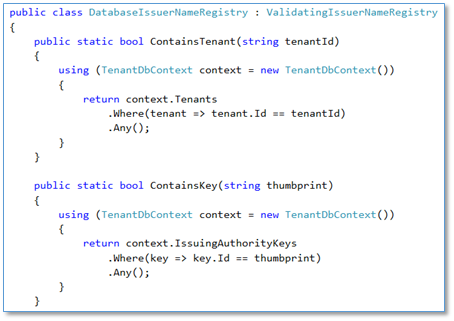 public class DatabaseIssuerNameRegistry : ValidatingIssuerNameRegistry
{
    public static bool ContainsTenant(string tenantId)
    {
        using (TenantDbContext context = new TenantDbContext())
        {
            return context.Tenants
                .Where(tenant => tenant.Id == tenantId)
                .Any();
        }
    }

    public static bool ContainsKey(string thumbprint)
    {
        using (TenantDbContext context = new TenantDbContext())
        {
            return context.IssuingAuthorityKeys
                .Where(key => key.Id == thumbprint)
                .Any();
        }
    }